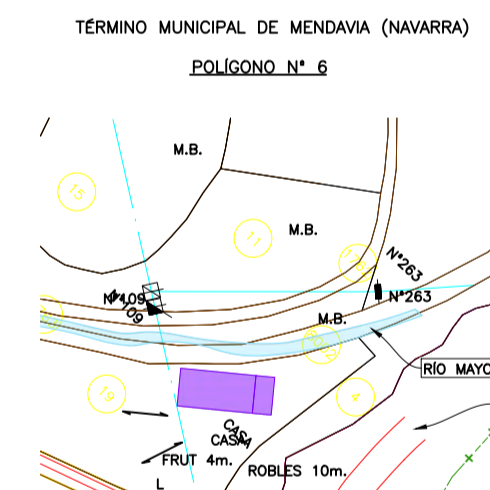 TÉRMINO MUNICIPAL DE MENDAVIA (NAVARRA)
POLÍGONO Nº 6
M.B.
15
11
M.B.
Nº263
Nº109
Nº109
Nº263
M.B.
RÍO MAYO
19
4
CASA
CASA
FRUT 4m.
ROBLES 10m.
L